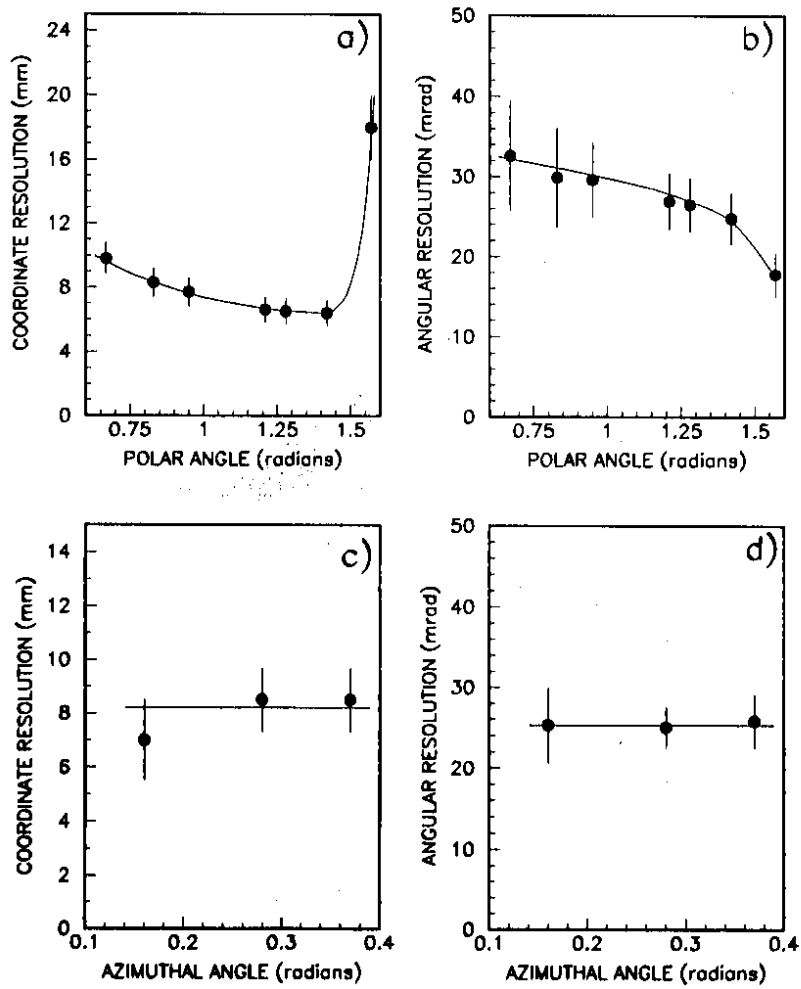 a)
COORDINATE RESOLUTION (mm)
24
20
16
12
8
4
0
0.75 1 1.25 1.5
POLAR ANGLE (radians)
b)
ANGULAR RESOLUTION (mrad)
50
40
30
20
10
0
0.75 1 1.25 1.5
POLAR ANGLE (radians)
c)
COORDINATE RESOLUTION (mm)
14
12
10
8
6
4
2
0
0.1 0.2 0.3 0.4
AZIMUTHAL ANGLE (radians)
d)
ANGULAR RESOLUTION (mrad)
50
40
30
20
10
0
0.1 0.2 0.3 0.4
AZIMUTHAL ANGLE (radians)